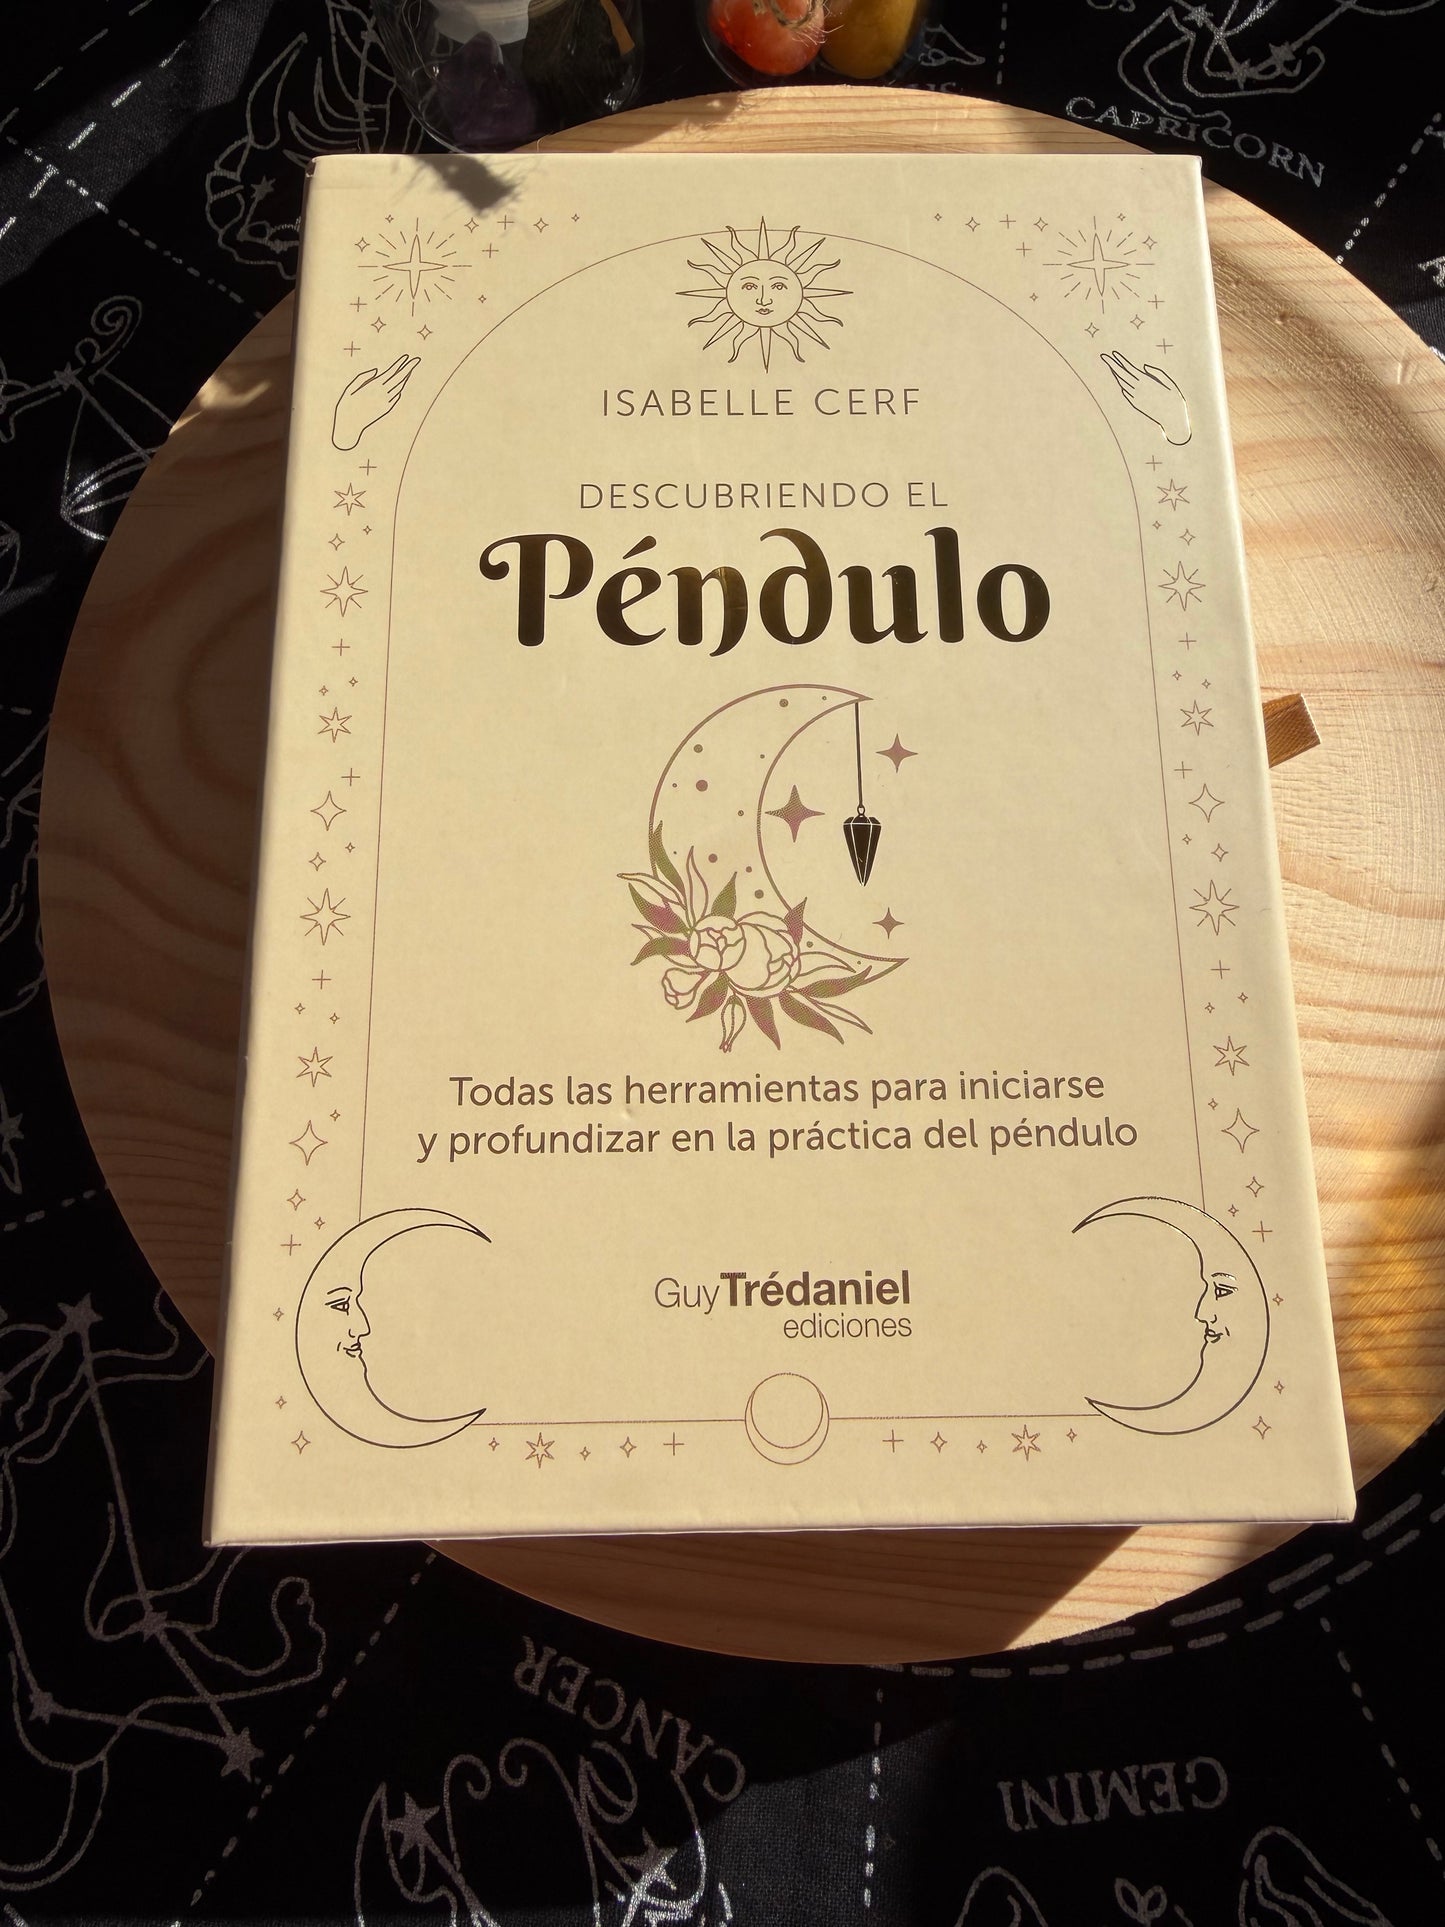 CAPRICORN
ISABELLE CERF
DESCUBRIENDO EL
Péndulo
Todas las herramientas para iniciarse
y profundizar en la práctica del péndulo
GuyTrédaniel
ediciones
CANCER
GEMINI